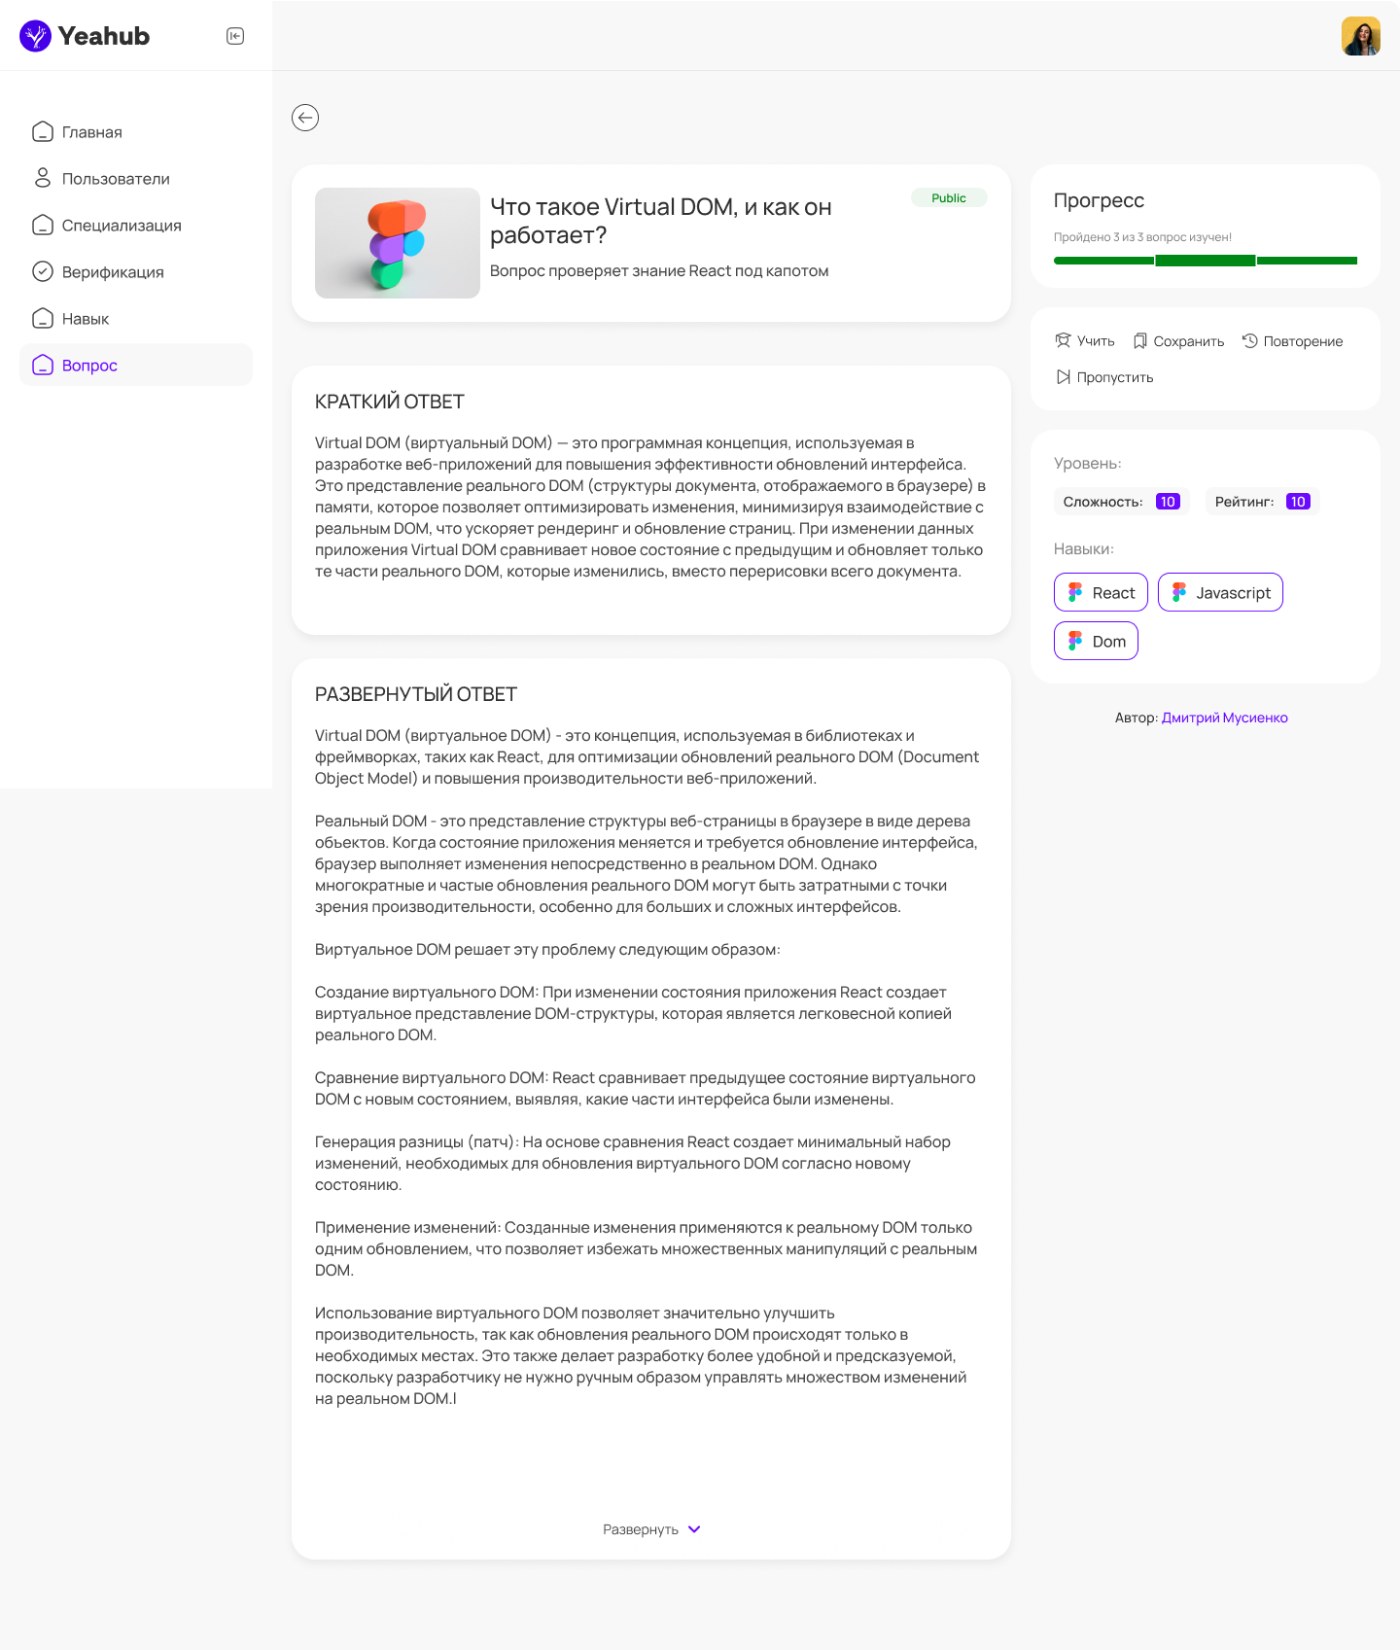 Yeahub
Главная
Пользователи
Специализация
Верификация
Навык
Вопрос
Что такое Virtual DOM, и как он
работает?
Public
Вопрос проверяет знание React под капотом
КРАТКИЙ ОТВЕТ
Virtual DOM (виртуальный DOM) — это программная концепция, используемая в
разработке веб-приложений для повышения эффективности обновлений интерфейса.
Это представление реального DOM (структуры документа, отображаемого в браузере) в
памяти, которое позволяет оптимизировать изменения, минимизируя взаимодействие с
реальным DOM, что ускоряет рендеринг и обновление страниц. При изменении данных
приложения Virtual DOM сравнивает новое состояние с предыдущим и обновляет только
те части реального DOM, которые изменились, вместо перерисовки всего документа.
РАЗВЕРНУТЫЙ ОТВЕТ
Virtual DOM (виртуальное DOM) - это концепция, используемая в библиотеках и
фреймворках, таких как React, для оптимизации обновлений реального DOM (Document
Object Model) и повышения производительности веб-приложений.
Реальный DOM - это представление структуры веб-страницы в браузере в виде дерева
объектов. Когда состояние приложения меняется и требуется обновление интерфейса,
браузер выполняет изменения непосредственно в реальном DOM. Однако
многократные и частые обновления реального DOM могут быть затратными с точки
зрения производительности, особенно для больших и сложных интерфейсов.
Виртуальное DOM решает эту проблему следующим образом:
Создание виртуального DOM: При изменении состояния приложения React создает
виртуальное представление DOM-структуры, которая является легковесной копией
реального DOM.
Сравнение виртуального DOM: React сравнивает предыдущее состояние виртуального
DOM с новым состоянием, выявляя, какие части интерфейса были изменены.
Генерация разницы (патч): На основе сравнения React создает минимальный набор
изменений, необходимых для обновления виртуального DOM согласно новому
состоянию.
Применение изменений: Созданные изменения применяются к реальному DOM только
одним обновлением, что позволяет избежать множественных манипуляций с реальным
DOM.
Использование виртуального DOM позволяет значительно улучшить
производительность, так как обновления реального DOM происходят только в
необходимых местах. Это также делает разработку более удобной и предсказуемой,
поскольку разработчику не нужно ручным образом управлять множеством изменений
на реальном DOM.l
Развернуть
Прогресс
Пройдено 3 из 3 вопрос изучен!
Учить Сохранить Повторение
Пропустить
Уровень:
Сложность: 10 Рейтинг: 10
Навыки:
React Javascript
Dom
Автор: Дмитрий Мусиенко